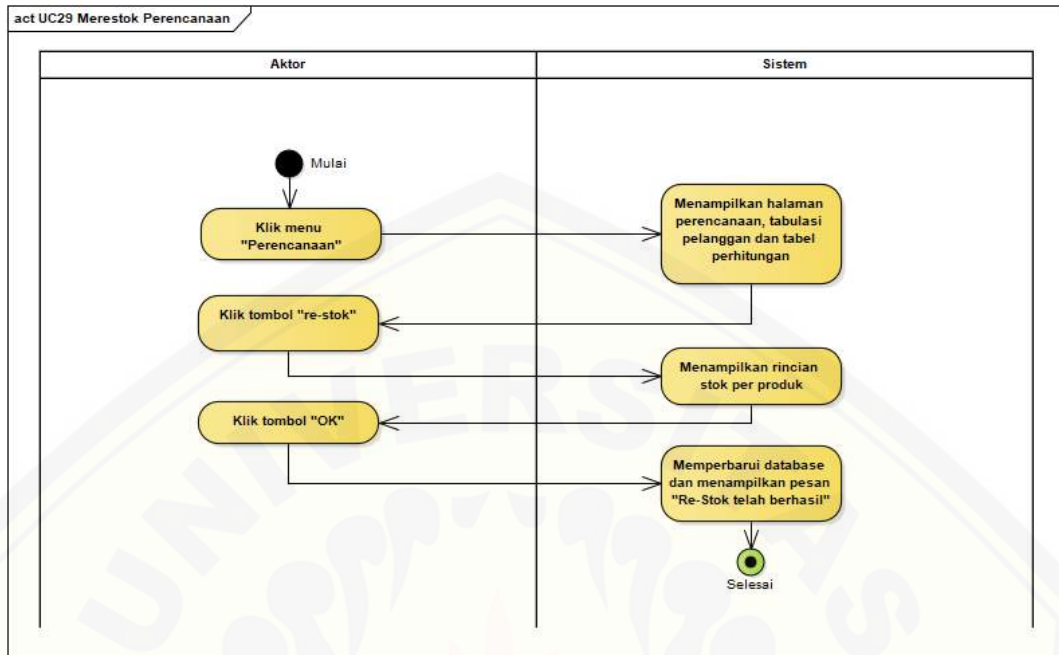 act UC29 Merestok Perencanaan
Aktor
Sistem
Mulai
Klik menu
"Perencanaan"
Menampilkan halaman
perencanaan, tabulasi
pelanggan dan tabel
perhitungan
Klik tombol "re-stok"
Menampilkan rincian
stok per produk
Klik tombol "OK"
Memperbarui database
dan menampilkan pesan
"Re-Stok telah berhasil"
Selesai
UNIVERSITAS